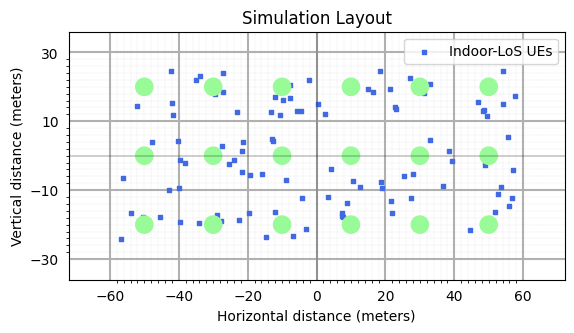 Simulation Layout
Indoor-LoS UEs
30
10
−10
−30
Vertical distance (meters)
−60 −40 −20 0 20 40 60
Horizontal distance (meters)